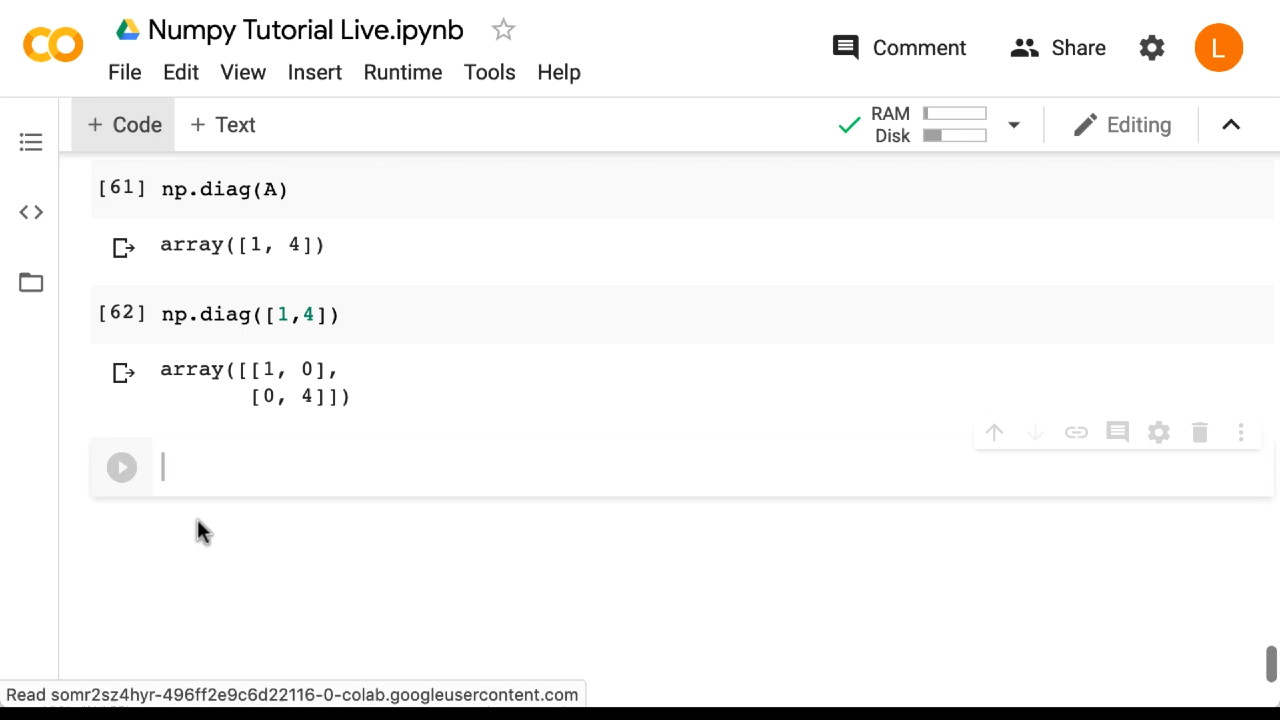 Numpy Tutorial Live.ipynb
Comment
Share
L
File Edit View Insert Runtime Tools Help
+ Code + Text
RAM
Disk
Editing
[61] np.diag(A)
array([1, 4])
[62] np.diag([1,4])
array([[1, 0],
[0, 4]])
Read somr2sz4hyr-496ff2e9c6d22116-0-colab.googleusercontent.com